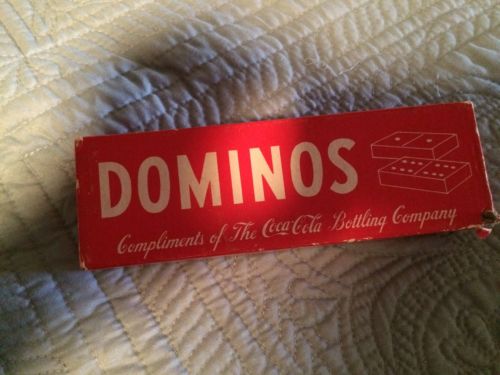 DOMINOS
Compliments of The Coca-Cola Bottling Company